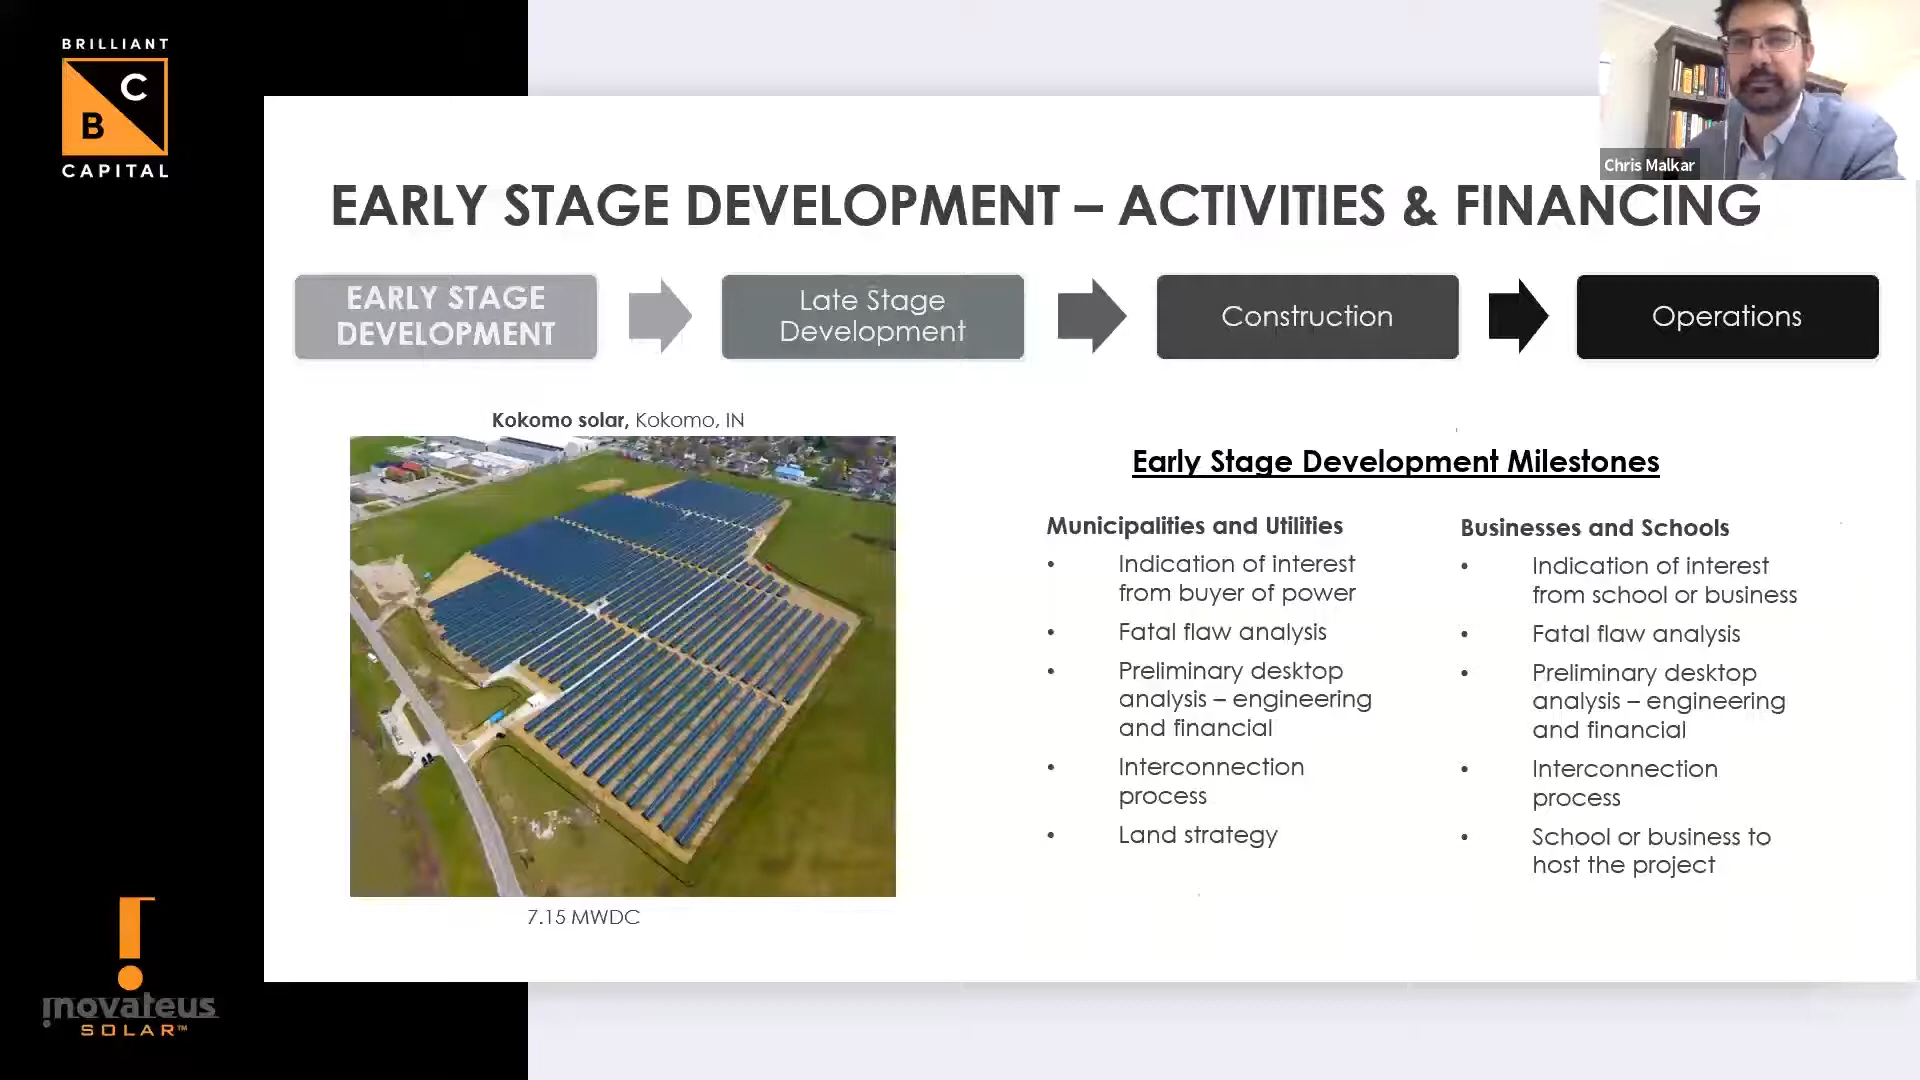 BRILLIANT
C
B
CAPITAL
Chris Malkar
EARLY STAGE DEVELOPMENT – ACTIVITIES & FINANCING
EARLY STAGE
DEVELOPMENT
Late Stage
Development
Construction
Operations
Kokomo solar, Kokomo, IN
7.15 MWDC
Early Stage Development Milestones
Municipalities and Utilities
• Indication of interest
from buyer of power
• Fatal flaw analysis
• Preliminary desktop
analysis – engineering
and financial
• Interconnection
process
• Land strategy
Businesses and Schools
• Indication of interest
from school or business
• Fatal flaw analysis
• Preliminary desktop
analysis – engineering
and financial
• Interconnection
process
• School or business to
host the project
inovateus
SOLAR™